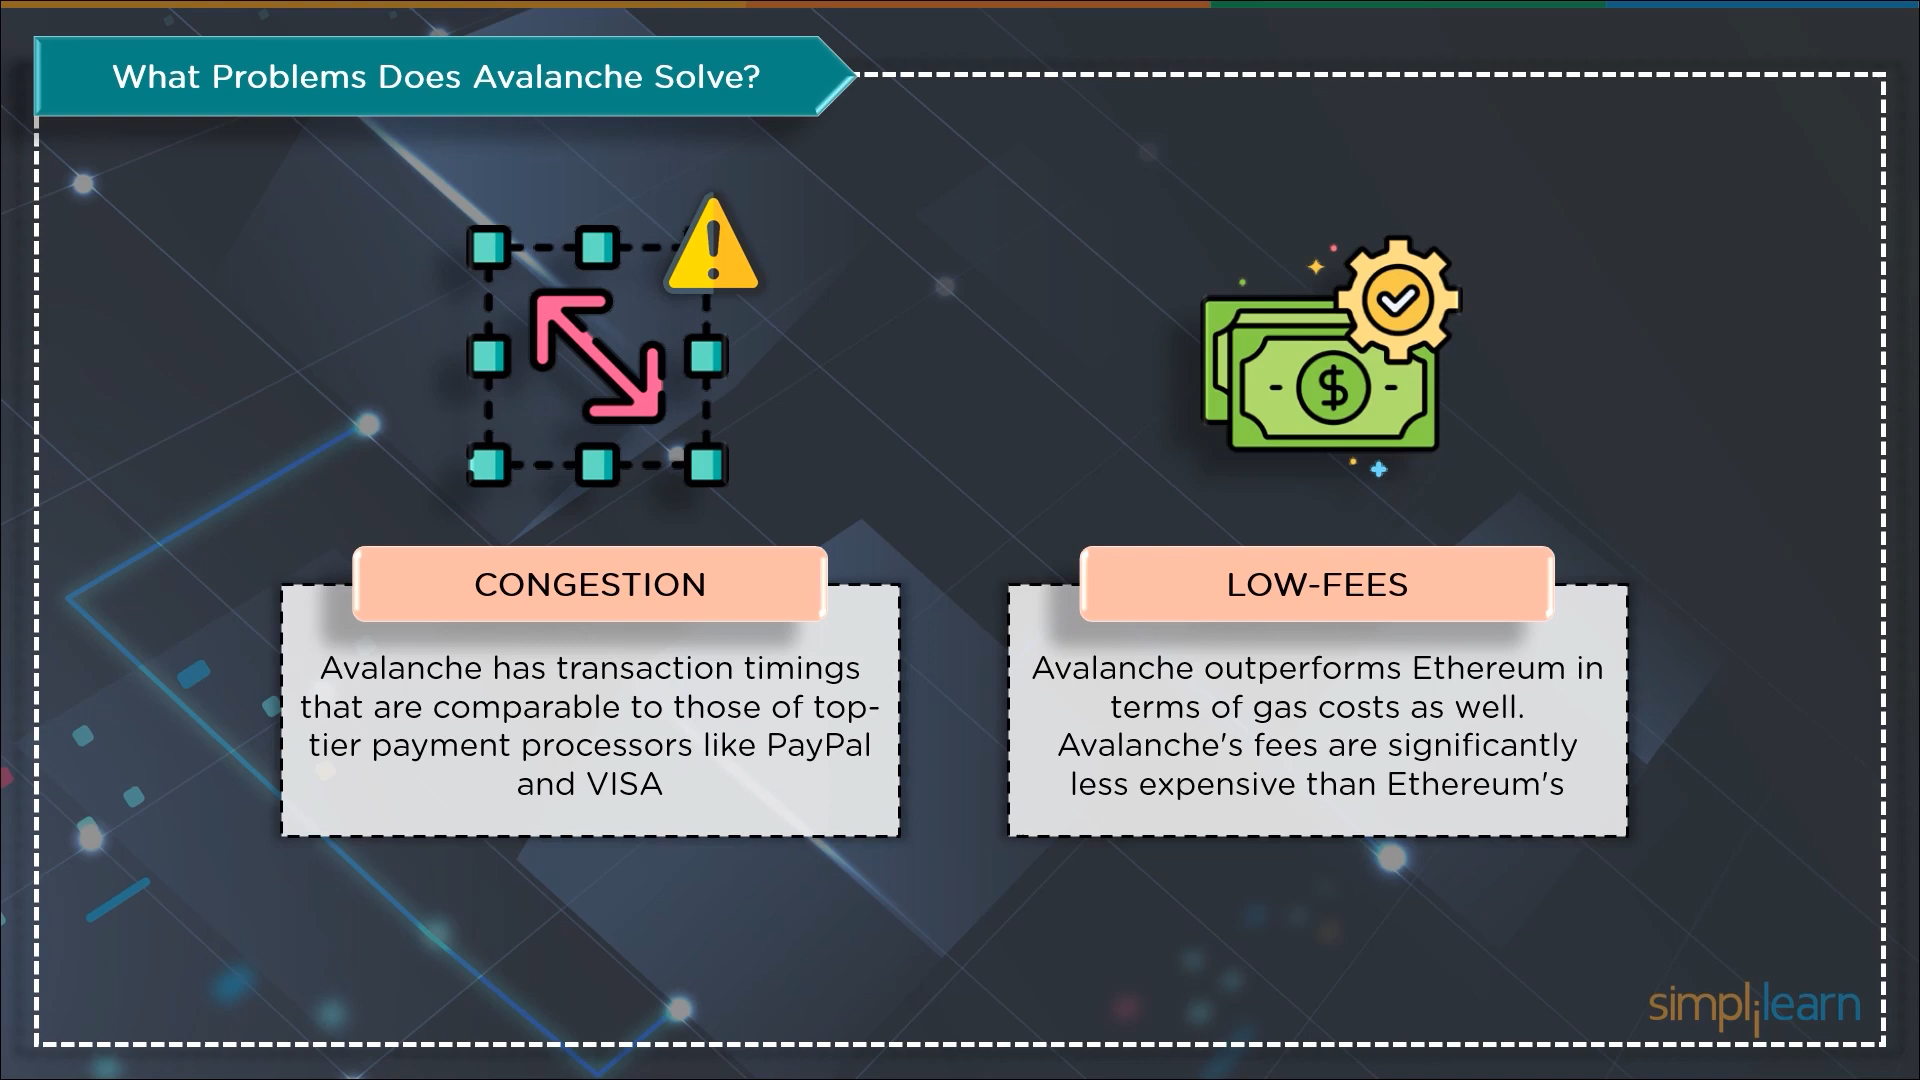 What Problems Does Avalanche Solve?
$
CONGESTION
Avalanche has transaction timings
that are comparable to those of top-
tier payment processors like PayPal
and VISA
LOW-FEES
Avalanche outperforms Ethereum in
terms of gas costs as well.
Avalanche's fees are significantly
less expensive than Ethereum's
simplilearn